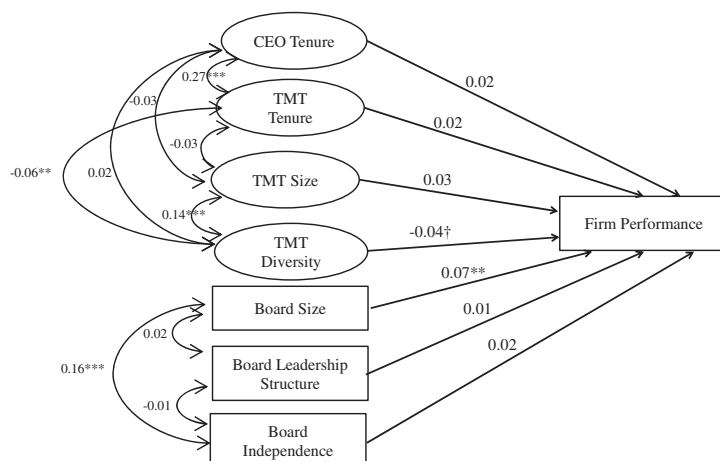 CEO Tenure
0.27***
0.02
-0.03
TMT
Tenure
0.02
-0.03
-0.06**
0.02
TMT Size
0.03
Firm Performance
0.14***
TMT
Diversity
-0.04†
0.07**
Board Size
0.01
0.02
0.02
Board Leadership
Structure
0.16***
-0.01
Board
Independence